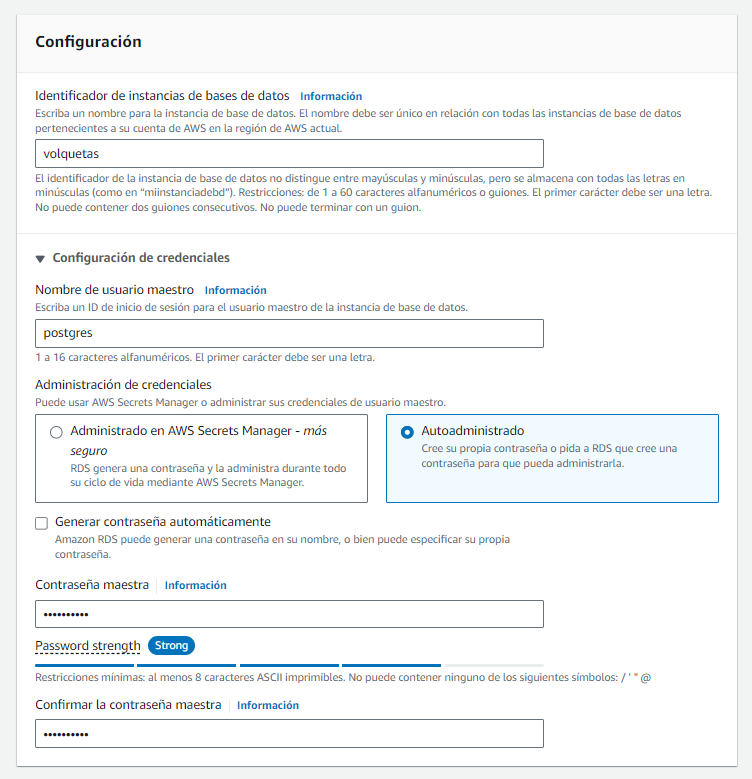 Configuración
Identificador de instancias de bases de datos Información
Escriba un nombre para la instancia de base de datos. El nombre debe ser único en relación con todas las instancias de base de datos
pertenecientes a su cuenta de AWS en la región de AWS actual.
volquetas
El identificador de la instancia de base de datos no distingue entre mayúsculas y minúsculas, pero se almacena con todas las letras en
minúsculas (como en "miinstanciadebd"). Restricciones: de 1 a 60 caracteres alfanuméricos o guiones. El primer carácter debe ser una letra.
No puede contener dos guiones consecutivos. No puede terminar con un guion.
Configuración de credenciales
Nombre de usuario maestro Información
Escriba un ID de inicio de sesión para el usuario maestro de la instancia de base de datos.
postgres
1 a 16 caracteres alfanuméricos. El primer carácter debe ser una letra.
Administración de credenciales
Puede usar AWS Secrets Manager o administrar sus credenciales de usuario maestro.
Administrado en AWS Secrets Manager - más
seguro
RDS genera una contraseña y la administra durante todo
su ciclo de vida mediante AWS Secrets Manager.
Autoadministrado
Cree su propia contraseña o pida a RDS que cree una
contraseña para que pueda administrarla.
Generar contraseña automáticamente
Amazon RDS puede generar una contraseña en su nombre, o bien puede especificar su propia
contraseña.
Contraseña maestra Información
••••••••••
Password strength Strong
Restricciones mínimas: al menos 8 caracteres ASCII imprimibles. No puede contener ninguno de los siguientes símbolos: / ' " @
Confirmar la contraseña maestra Información
••••••••••